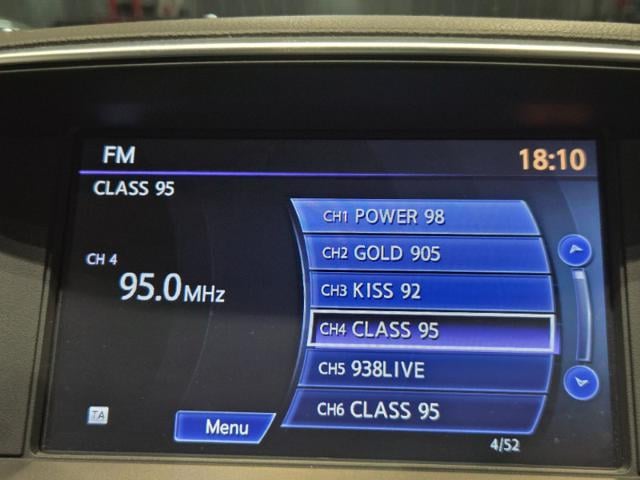 FM
18:10
CLASS 95
CH 4
95.0MHz
CH1 POWER 98
CH2 GOLD 905
CH3 KISS 92
CH4 CLASS 95
CH5 938LIVE
CH6 CLASS 95
TA
Menu
4/52